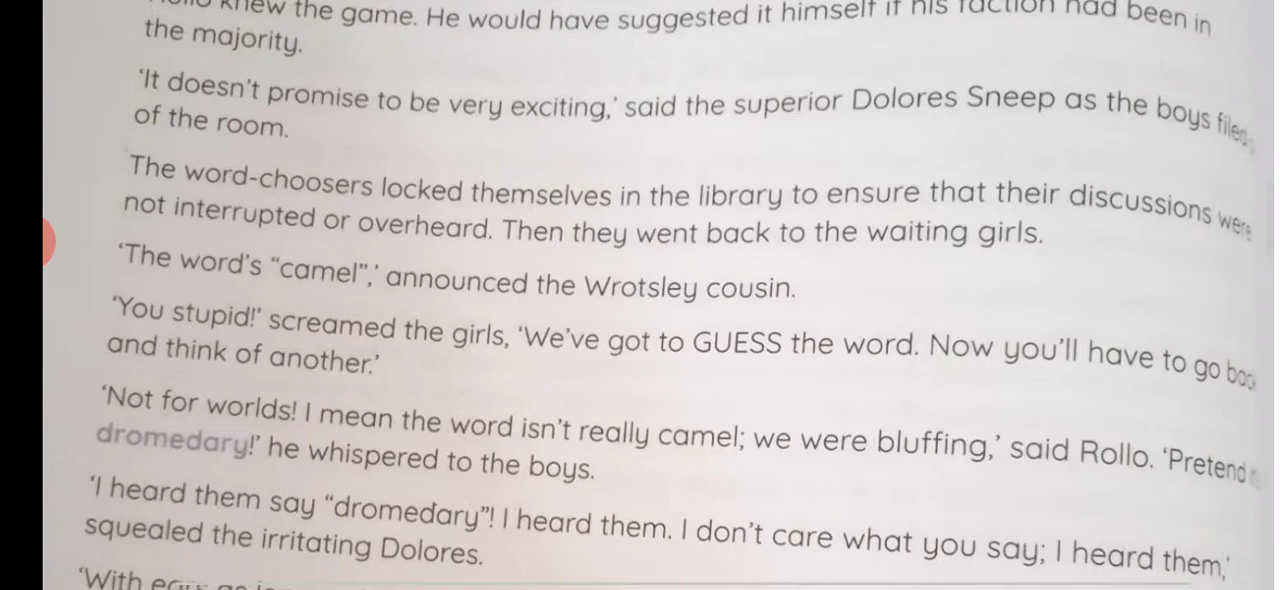 knew the game. He would have suggested it himself if his faction had been in
the majority.
‘It doesn’t promise to be very exciting,’ said the superior Dolores Sneep as the boys filed
of the room.
The word-choosers locked themselves in the library to ensure that their discussions were
not interrupted or overheard. Then they went back to the waiting girls.
‘The word’s “camel”,’ announced the Wrotsley cousin.
‘You stupid!’ screamed the girls, ‘We’ve got to GUESS the word. Now you’ll have to go
and think of another.’
‘Not for worlds! I mean the word isn’t really camel; we were bluffing,’ said Rollo. ‘Pretend
dromedary!’ he whispered to the boys.
‘I heard them say “dromedary”! I heard them. I don’t care what you say; I heard them,’
squealed the irritating Dolores.
‘With